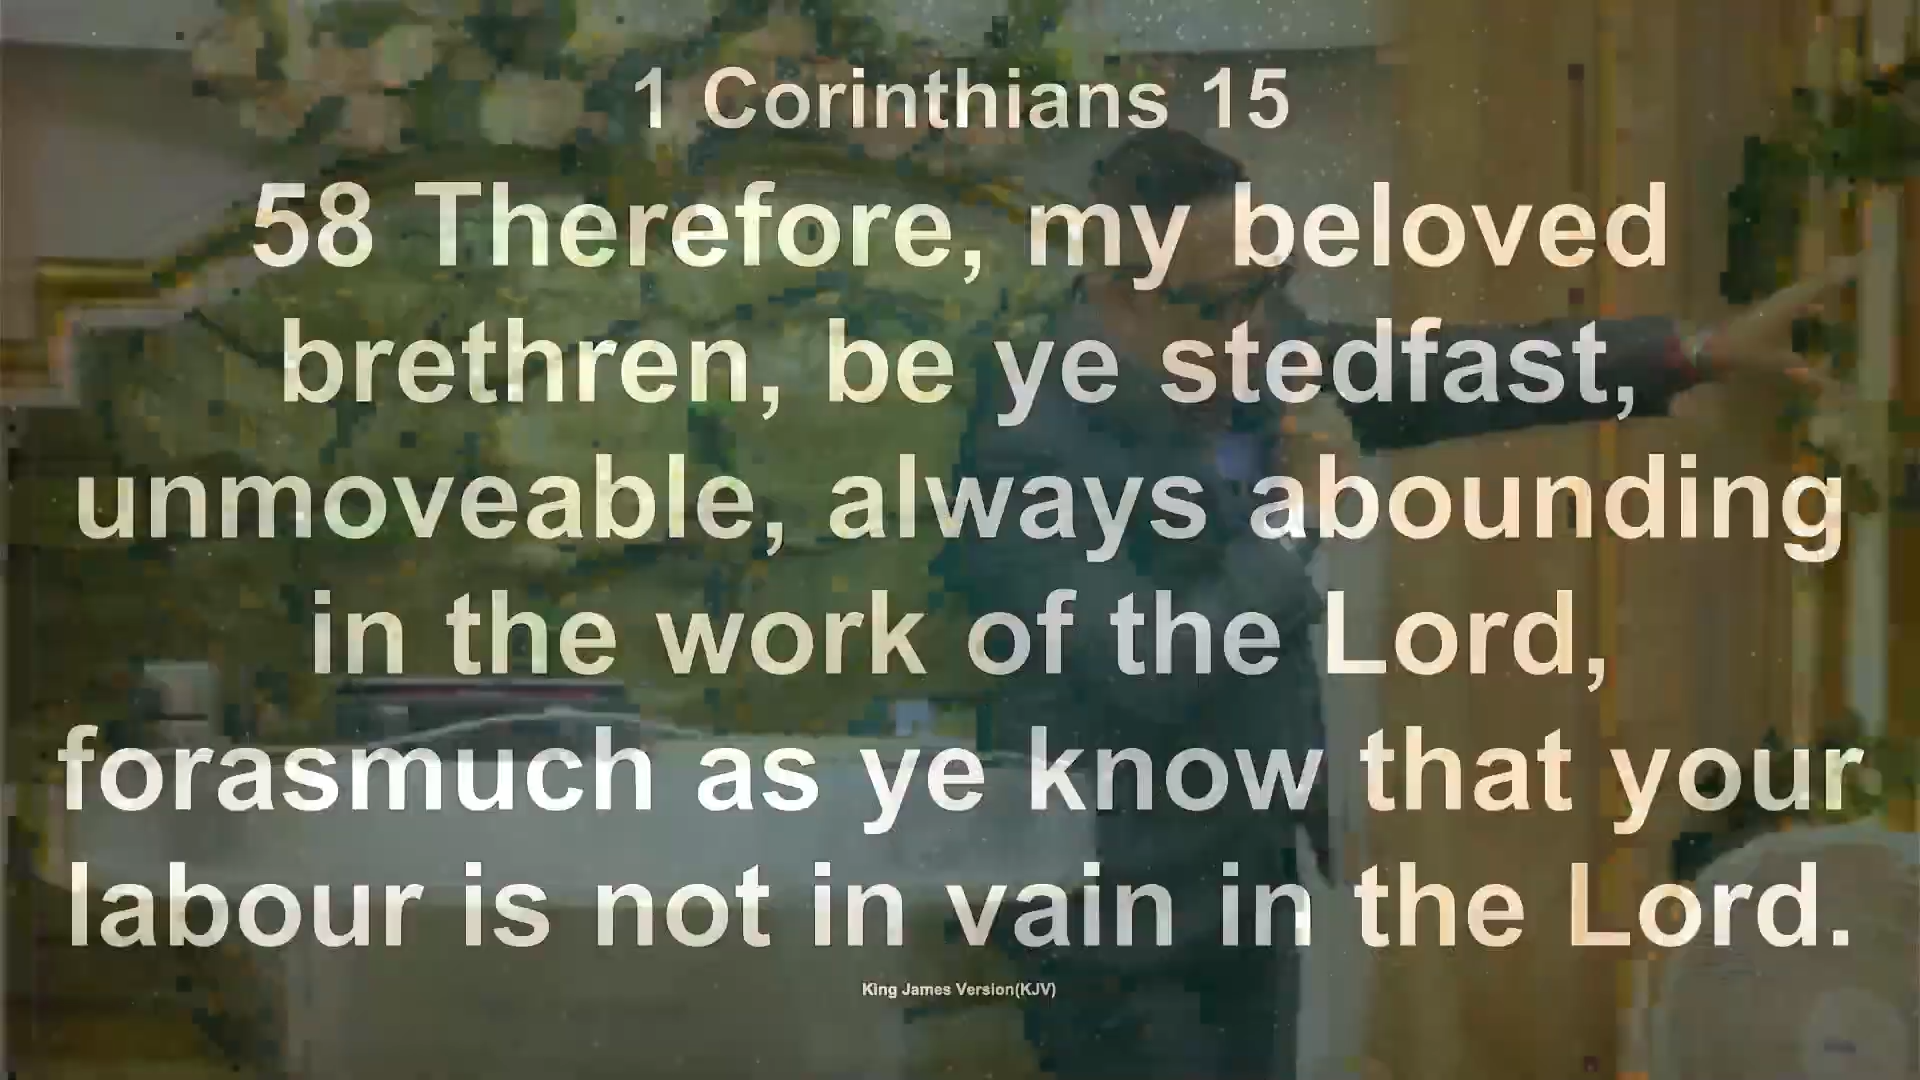 1 Corinthians 15
58 Therefore, my beloved
brethren, be ye stedfast,
unmoveable, always abounding
in the work of the Lord,
forasmuch as ye know that your
labour is not in vain in the Lord.
King James Version(KJV)